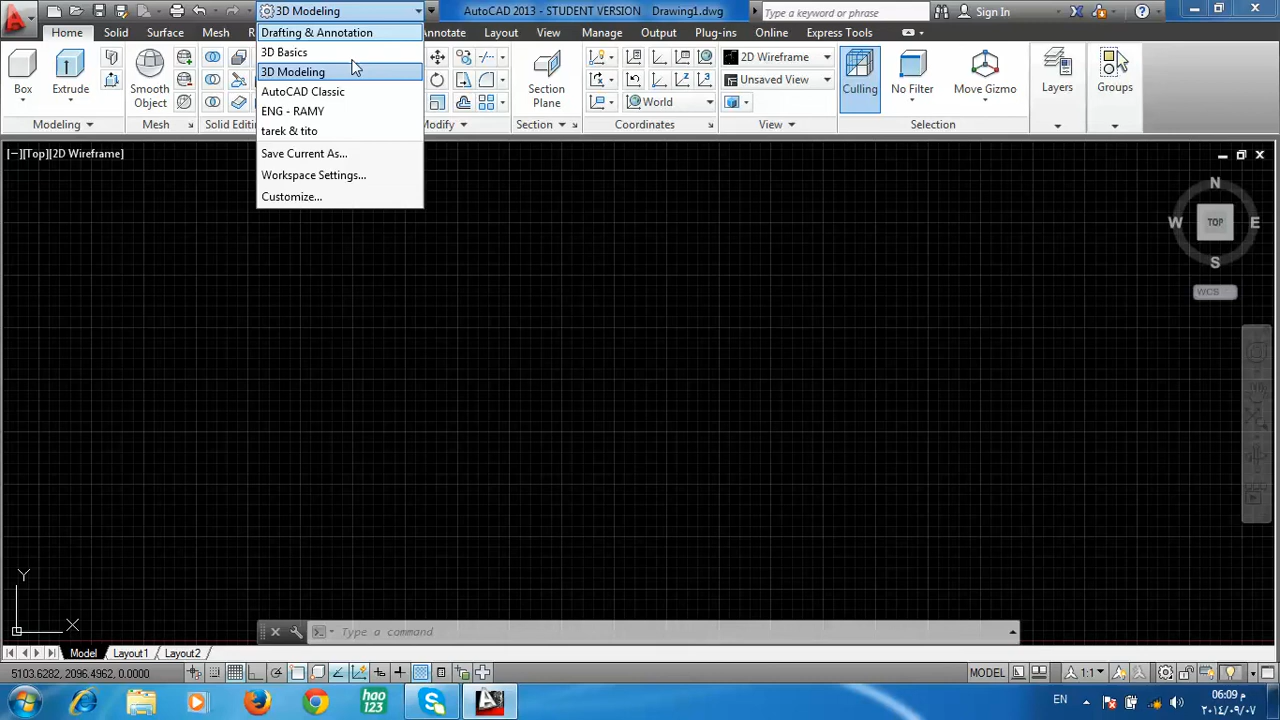 3D Modeling
AutoCAD 2013 - STUDENT VERSION Drawing1.dwg
Type a keyword or phrase
Sign In
Home Solid Surface Mesh
Annotate Layout View Manage Output Plug-ins Online Express Tools
Drafting & Annotation
3D Basics
3D Modeling
AutoCAD Classic
ENG - RAMY
tarek & tito
Save Current As...
Workspace Settings...
Customize...
Box
Extrude
Smooth
Object
Section
Plane
2D Wireframe
Unsaved View
World
Culling
No Filter
Move Gizmo
Layers
Groups
Modeling
Mesh
Section
Coordinates
View
Selection
[−][Top][2D Wireframe]
N
W
TOP
E
S
WCS
Y
X
Type a command
Model Layout1 Layout2
5103.6282, 2096.4962, 0.0000
MODEL
1:1
hao
123
EN
06:09 م
٢٠١٤/٠٩/٠٧